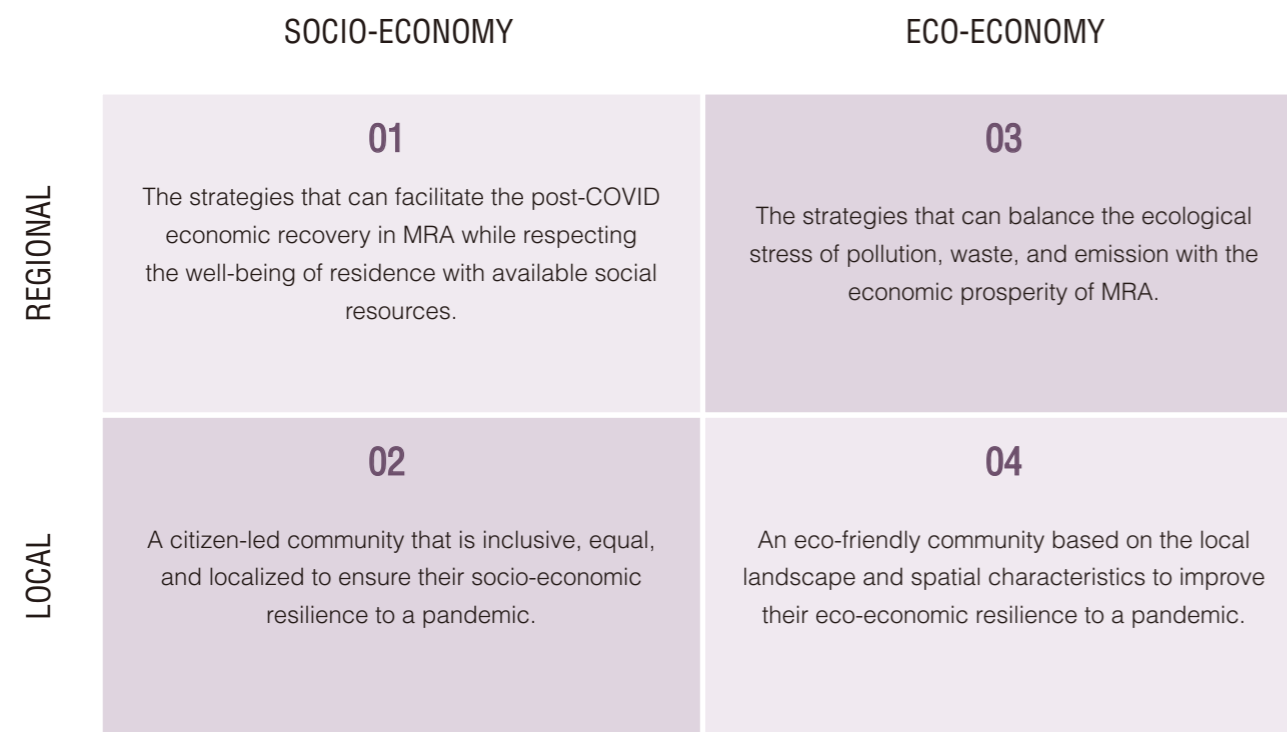 SOCIO-ECONOMY
ECO-ECONOMY
REGIONAL
01
The strategies that can facilitate the post-COVID
economic recovery in MRA while respecting
the well-being of residence with available social
resources.
03
The strategies that can balance the ecological
stress of pollution, waste, and emission with the
economic prosperity of MRA.
LOCAL
02
A citizen-led community that is inclusive, equal,
and localized to ensure their socio-economic
resilience to a pandemic.
04
An eco-friendly community based on the local
landscape and spatial characteristics to improve
their eco-economic resilience to a pandemic.